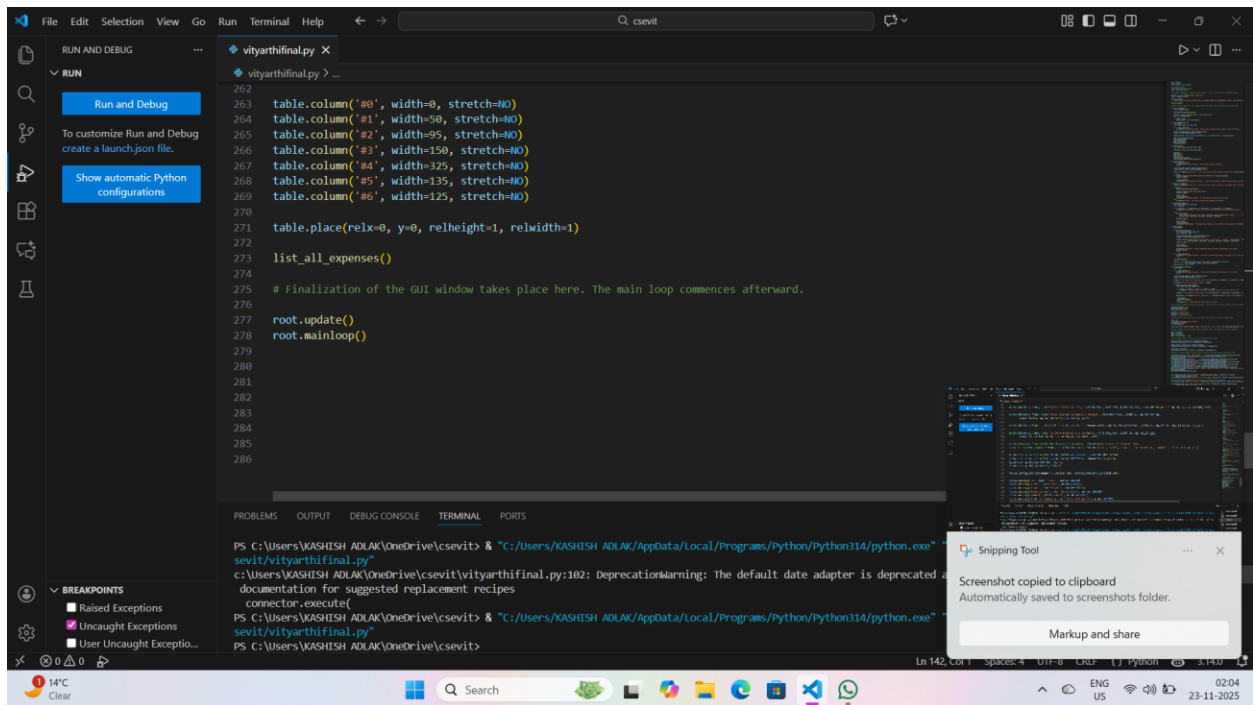 File Edit Selection View Go Run Terminal Help
csevit
RUN AND DEBUG ...
RUN
Run and Debug
To customize Run and Debug
create a launch.json file.
Show automatic Python
configurations
vityarthifinal.py
vityarthifinal.py > ...
262
263 table.column('#0', width=0, stretch=NO)
264 table.column('#1', width=50, stretch=NO)
265 table.column('#2', width=95, stretch=NO)
266 table.column('#3', width=150, stretch=NO)
267 table.column('#4', width=325, stretch=NO)
268 table.column('#5', width=135, stretch=NO)
269 table.column('#6', width=125, stretch=NO)
270
271 table.place(relx=0, y=0, relheight=1, relwidth=1)
272
273 list_all_expenses()
274
275 # Finalization of the GUI window takes place here. The main loop commences afterward.
276
277 root.update()
278 root.mainloop()
279
280
281
282
283
284
285
286
PROBLEMS OUTPUT DEBUG CONSOLE TERMINAL PORTS
PS C:\Users\KASHISH ADLAK\OneDrive\csevit> & "C:/Users/KASHISH ADLAK/AppData/Local/Programs/Python/Python314/python.exe" "
sevit/vityarthifinal.py"
c:\Users\KASHISH ADLAK\OneDrive\csevit\vityarthifinal.py:102: DeprecationWarning: The default date adapter is deprecated a
documentation for suggested replacement recipes
connector.execute(
PS C:\Users\KASHISH ADLAK\OneDrive\csevit> & "C:/Users/KASHISH ADLAK/AppData/Local/Programs/Python/Python314/python.exe" "
sevit/vityarthifinal.py"
PS C:\Users\KASHISH ADLAK\OneDrive\csevit>
BREAKPOINTS
Raised Exceptions
Uncaught Exceptions
User Uncaught Exceptio...
Snipping Tool
Screenshot copied to clipboard
Automatically saved to screenshots folder.
Markup and share
0 0
Ln 142, Col 1 Spaces: 4 UTF-8 CRLF { } Python 3.14.0
1
14°C
Clear
Search
ENG
US
02:04
23-11-2025